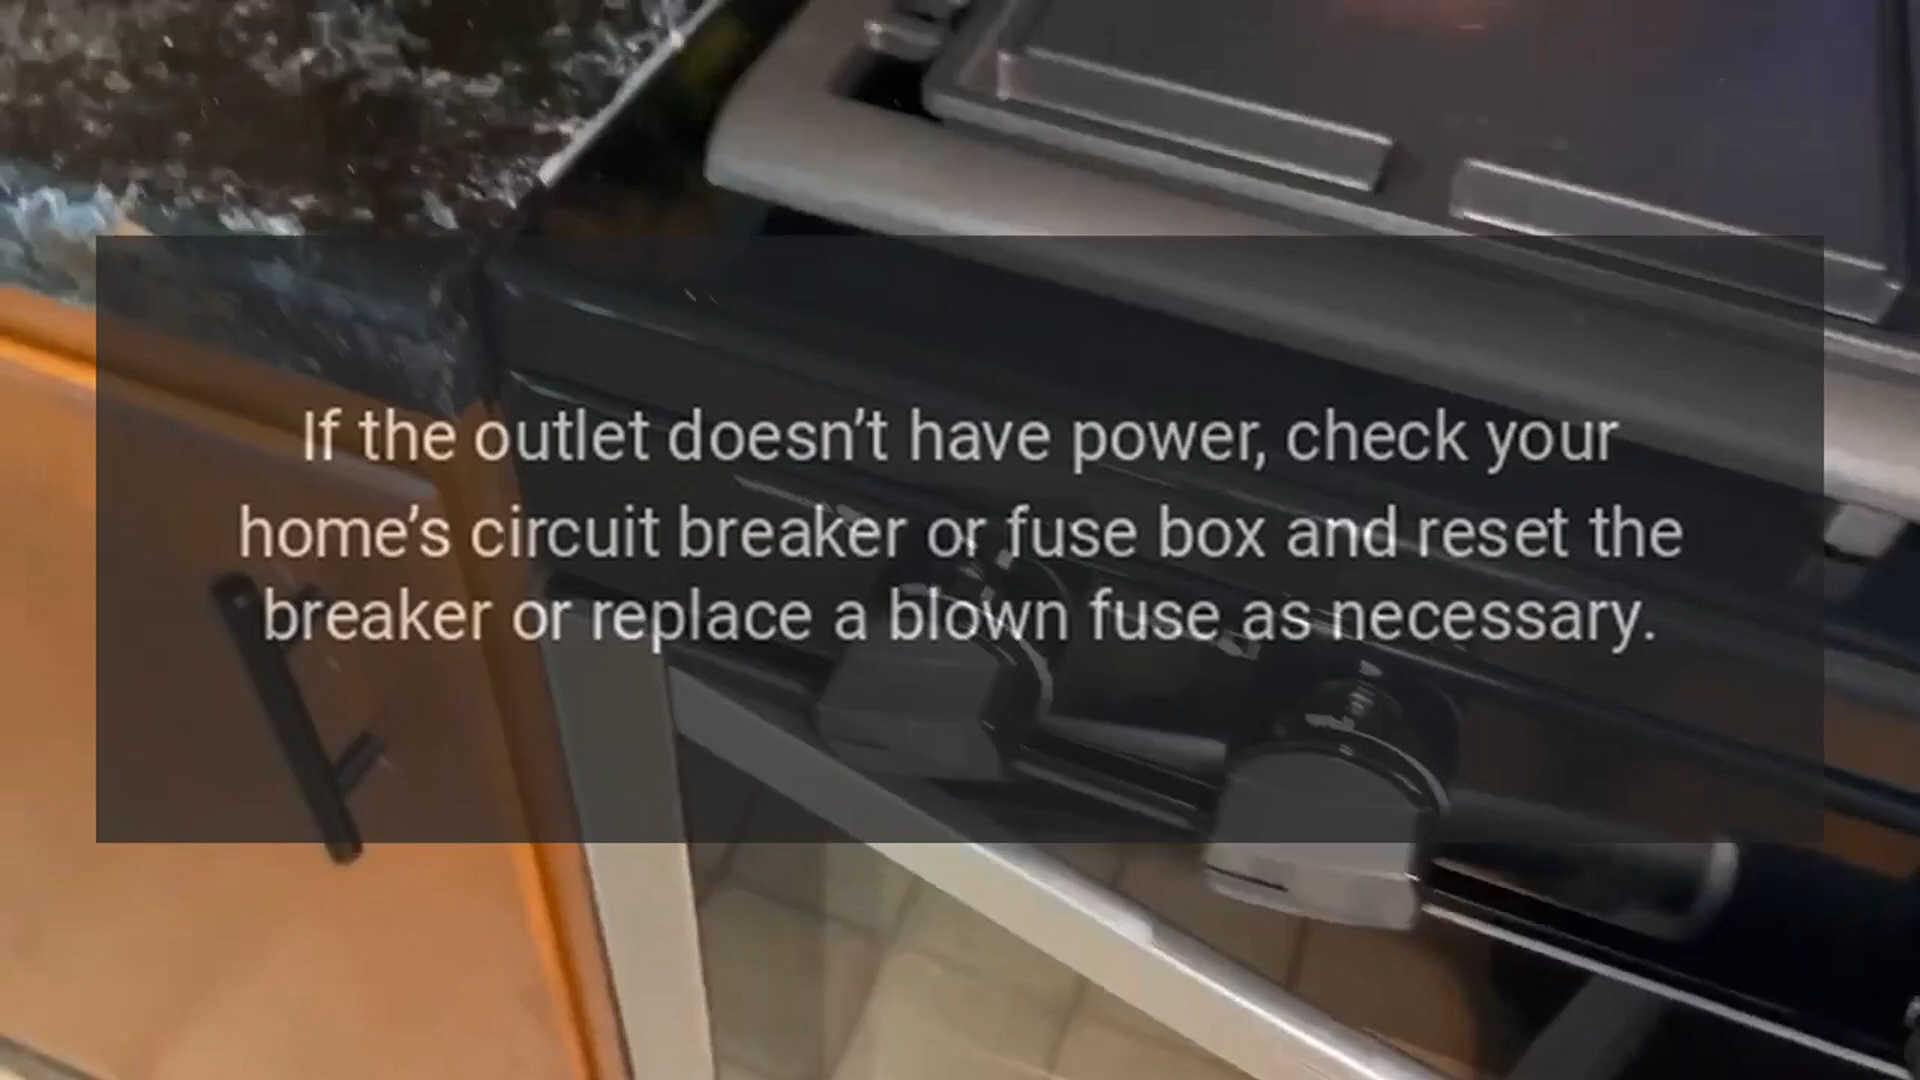 If the outlet doesn’t have power, check your
home’s circuit breaker or fuse box and reset the
breaker or replace a blown fuse as necessary.